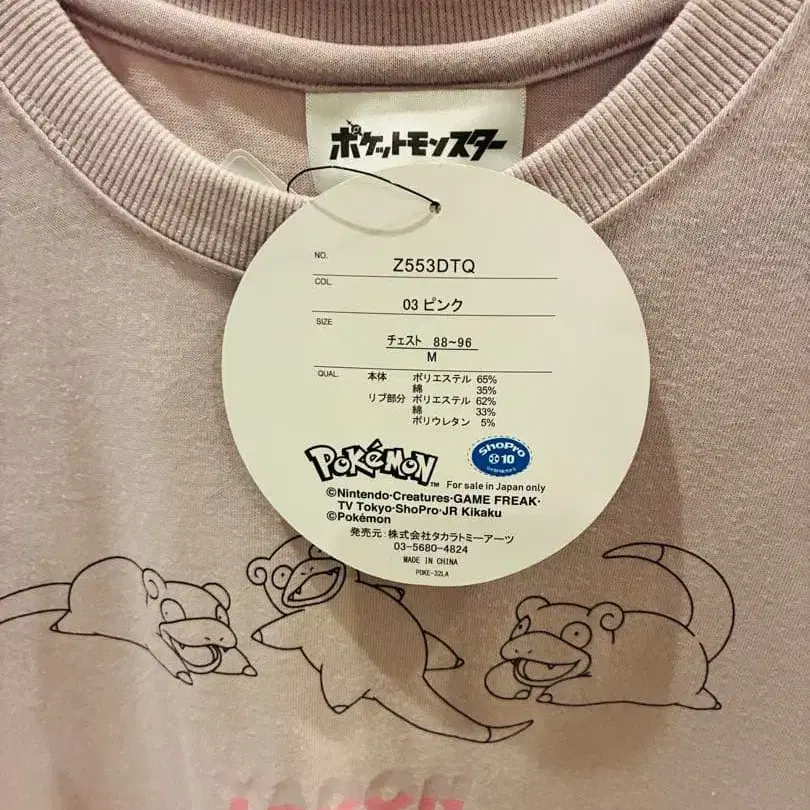 ポケットモンスター
NO. Z553DTQ
COL. 03 ピンク
SIZE チェスト 88~96
M
QUAL. 本体 ポリエステル 65%
綿 35%
リブ部分 ポリエステル 62%
綿 33%
ポリウレタン 5%
POKéMON™ For sale in Japan only
ShoPro
10
©Nintendo·Creatures·GAME FREAK·
TV Tokyo·ShoPro·JR Kikaku
©Pokémon
発売元:株式会社タカラトミーアーツ
03-5680-4824
MADE IN CHINA
POKE-32LA
YADON